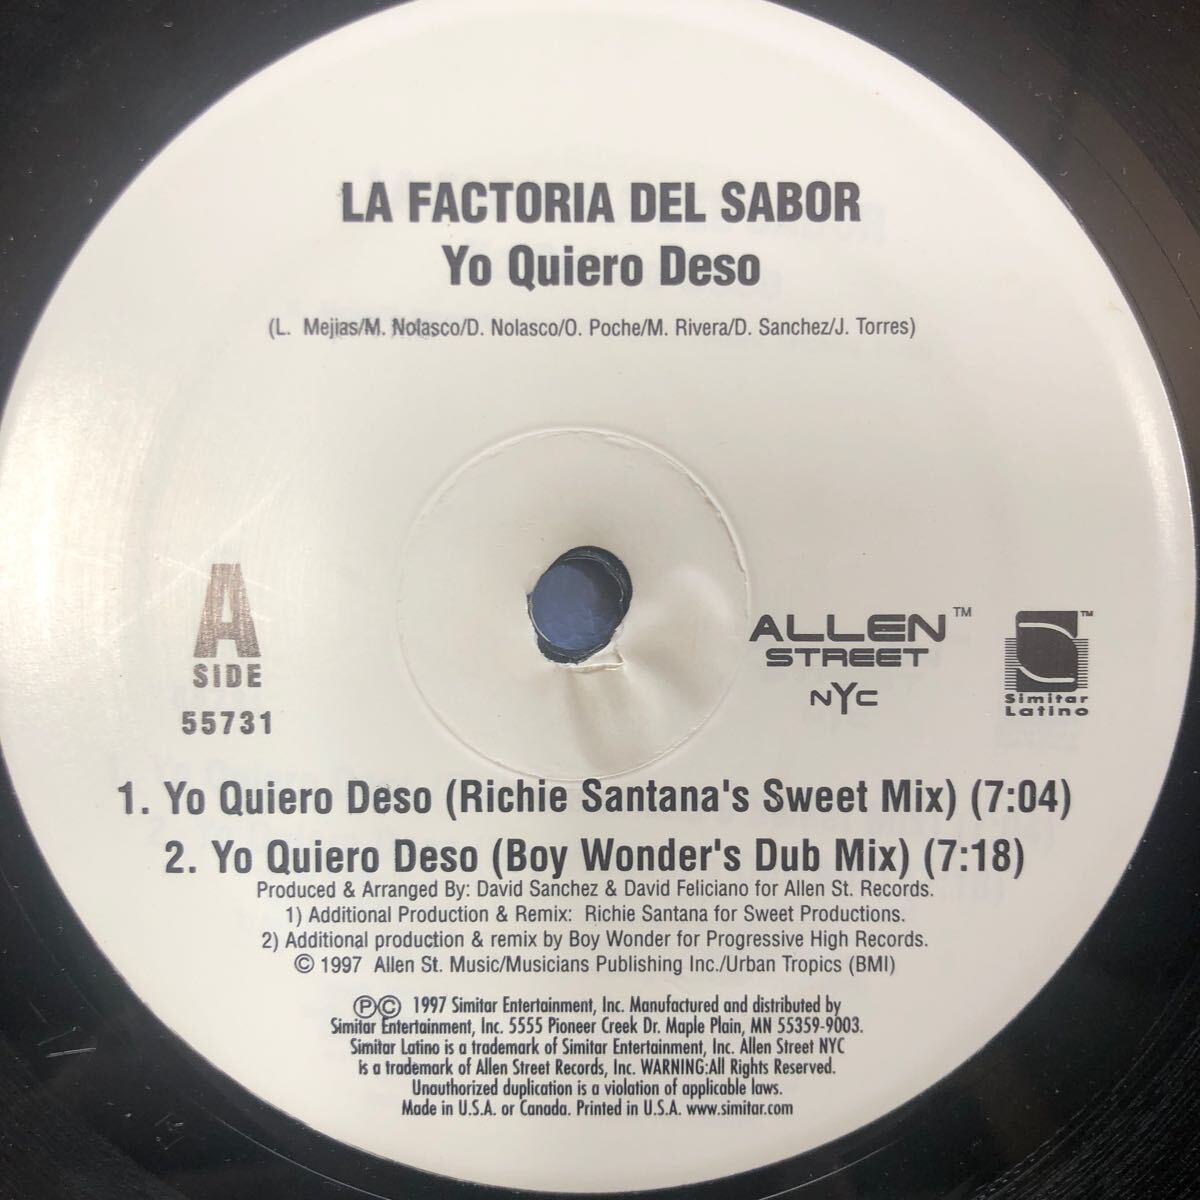 LA FACTORIA DEL SABOR
Yo Quiero Deso
(L. Mejias/M. Nolasco/D. Nolasco/O. Poche/M. Rivera/D. Sanchez/J. Torres)
A
SIDE
55731
ALLEN™
STREET
NYC
S™
Simitar
Latino
1. Yo Quiero Deso (Richie Santana's Sweet Mix) (7:04)
2. Yo Quiero Deso (Boy Wonder's Dub Mix) (7:18)
Produced & Arranged By: David Sanchez & David Feliciano for Allen St. Records.
1) Additional Production & Remix: Richie Santana for Sweet Productions.
2) Additional production & remix by Boy Wonder for Progressive High Records.
© 1997 Allen St. Music/Musicians Publishing Inc./Urban Tropics (BMI)
℗© 1997 Simitar Entertainment, Inc. Manufactured and distributed by
Simitar Entertainment, Inc. 5555 Pioneer Creek Dr. Maple Plain, MN 55359-9003.
Simitar Latino is a trademark of Simitar Entertainment, Inc. Allen Street NYC
is a trademark of Allen Street Records, Inc. WARNING:All Rights Reserved.
Unauthorized duplication is a violation of applicable laws.
Made in U.S.A. or Canada. Printed in U.S.A. www.simitar.com